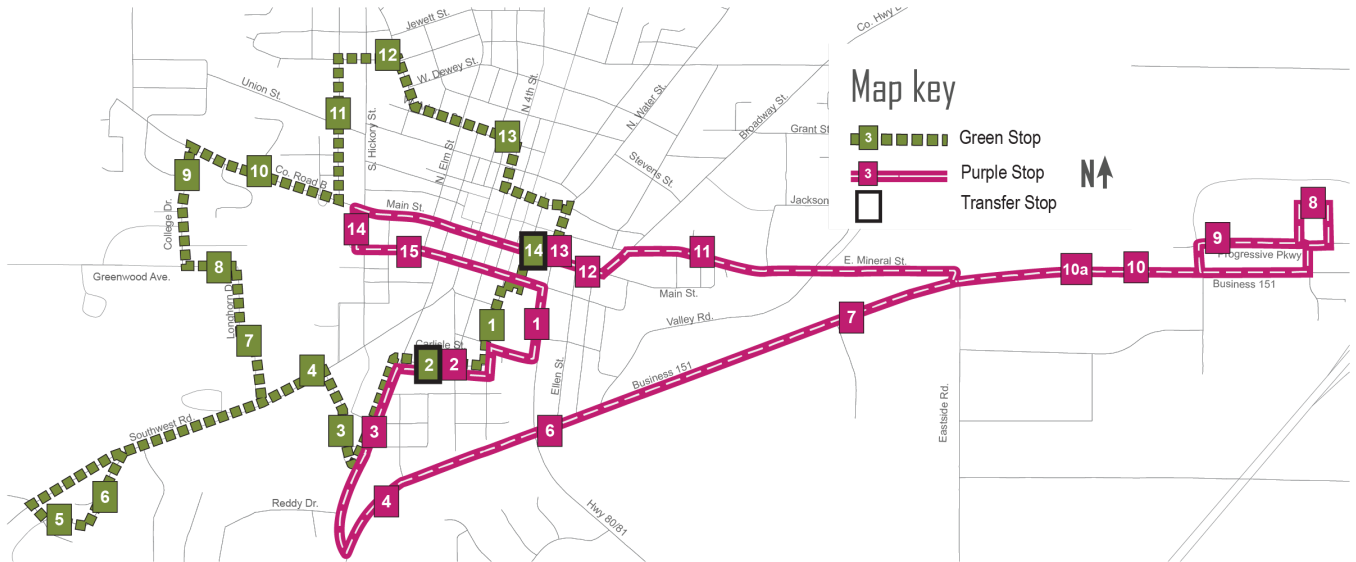 Jewett St.
Co. Hwy
12
W. Dewey St.
Union St.
N 4th St.
11
S. Hickory St.
N. Water St.
Broadway St.
Map key
Grant St
13
3 Green Stop
N. Elm St
Stevens St.
9
10
Co. Road B
3 Purple Stop
N
Transfer Stop
Jackson
Main St.
8
College Dr.
14
15
14
13
12
11
9
8
Greenwood Ave.
E. Mineral St.
10a
10
Progressive Pkwy
Business 151
Longhorn Dr
Main St.
Valley Rd.
1
1
7
7
Carlisle St
2
2
4
Ellen St.
Business 151
Eastside Rd.
Southwest Rd.
3
3
6
6
5
Reddy Dr.
4
Hwy 80/81